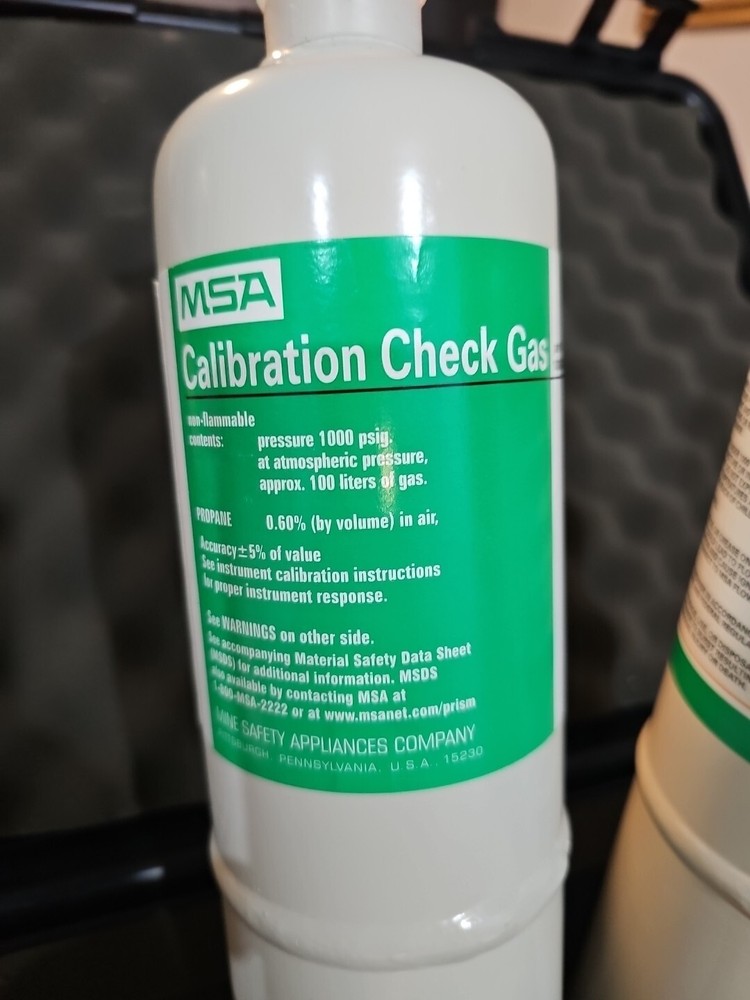 MSA
Calibration Check Gas
non-flammable
contents: pressure 1000 psig.
at atmospheric pressure,
approx. 100 liters of gas.
PROPANE 0.60% (by volume) in air,
Accuracy ±5% of value
See instrument calibration instructions
for proper instrument response.
See WARNINGS on other side.
See accompanying Material Safety Data Sheet
(MSDS) for additional information. MSDS
also available by contacting MSA at
1-800-MSA-2222 or at www.msanet.com/prism
MINE SAFETY APPLIANCES COMPANY
PITTSBURGH, PENNSYLVANIA, U.S.A. 15230